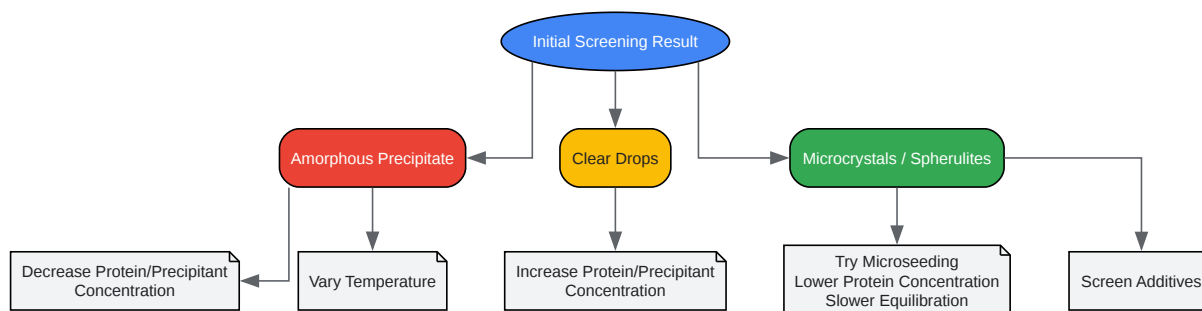 Initial Screening Result
Amorphous Precipitate
Clear Drops
Microcrystals / Spherulites
Decrease Protein/Precipitant
Concentration
Vary Temperature
Increase Protein/Precipitant
Concentration
Try Microseeding
Lower Protein Concentration
Slower Equilibration
Screen Additives